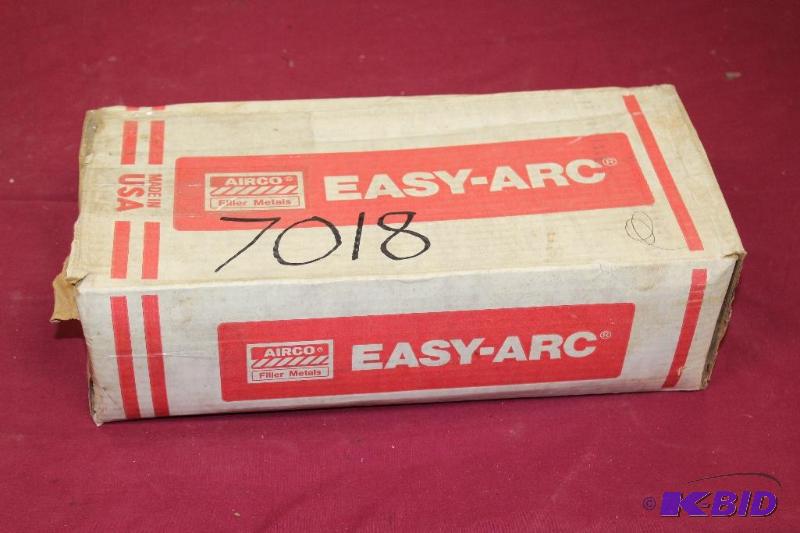 MADE IN
USA
AIRCO®
Filler Metals
EASY-ARC®
7018
AIRCO®
Filler Metals
EASY-ARC®
© K-BID